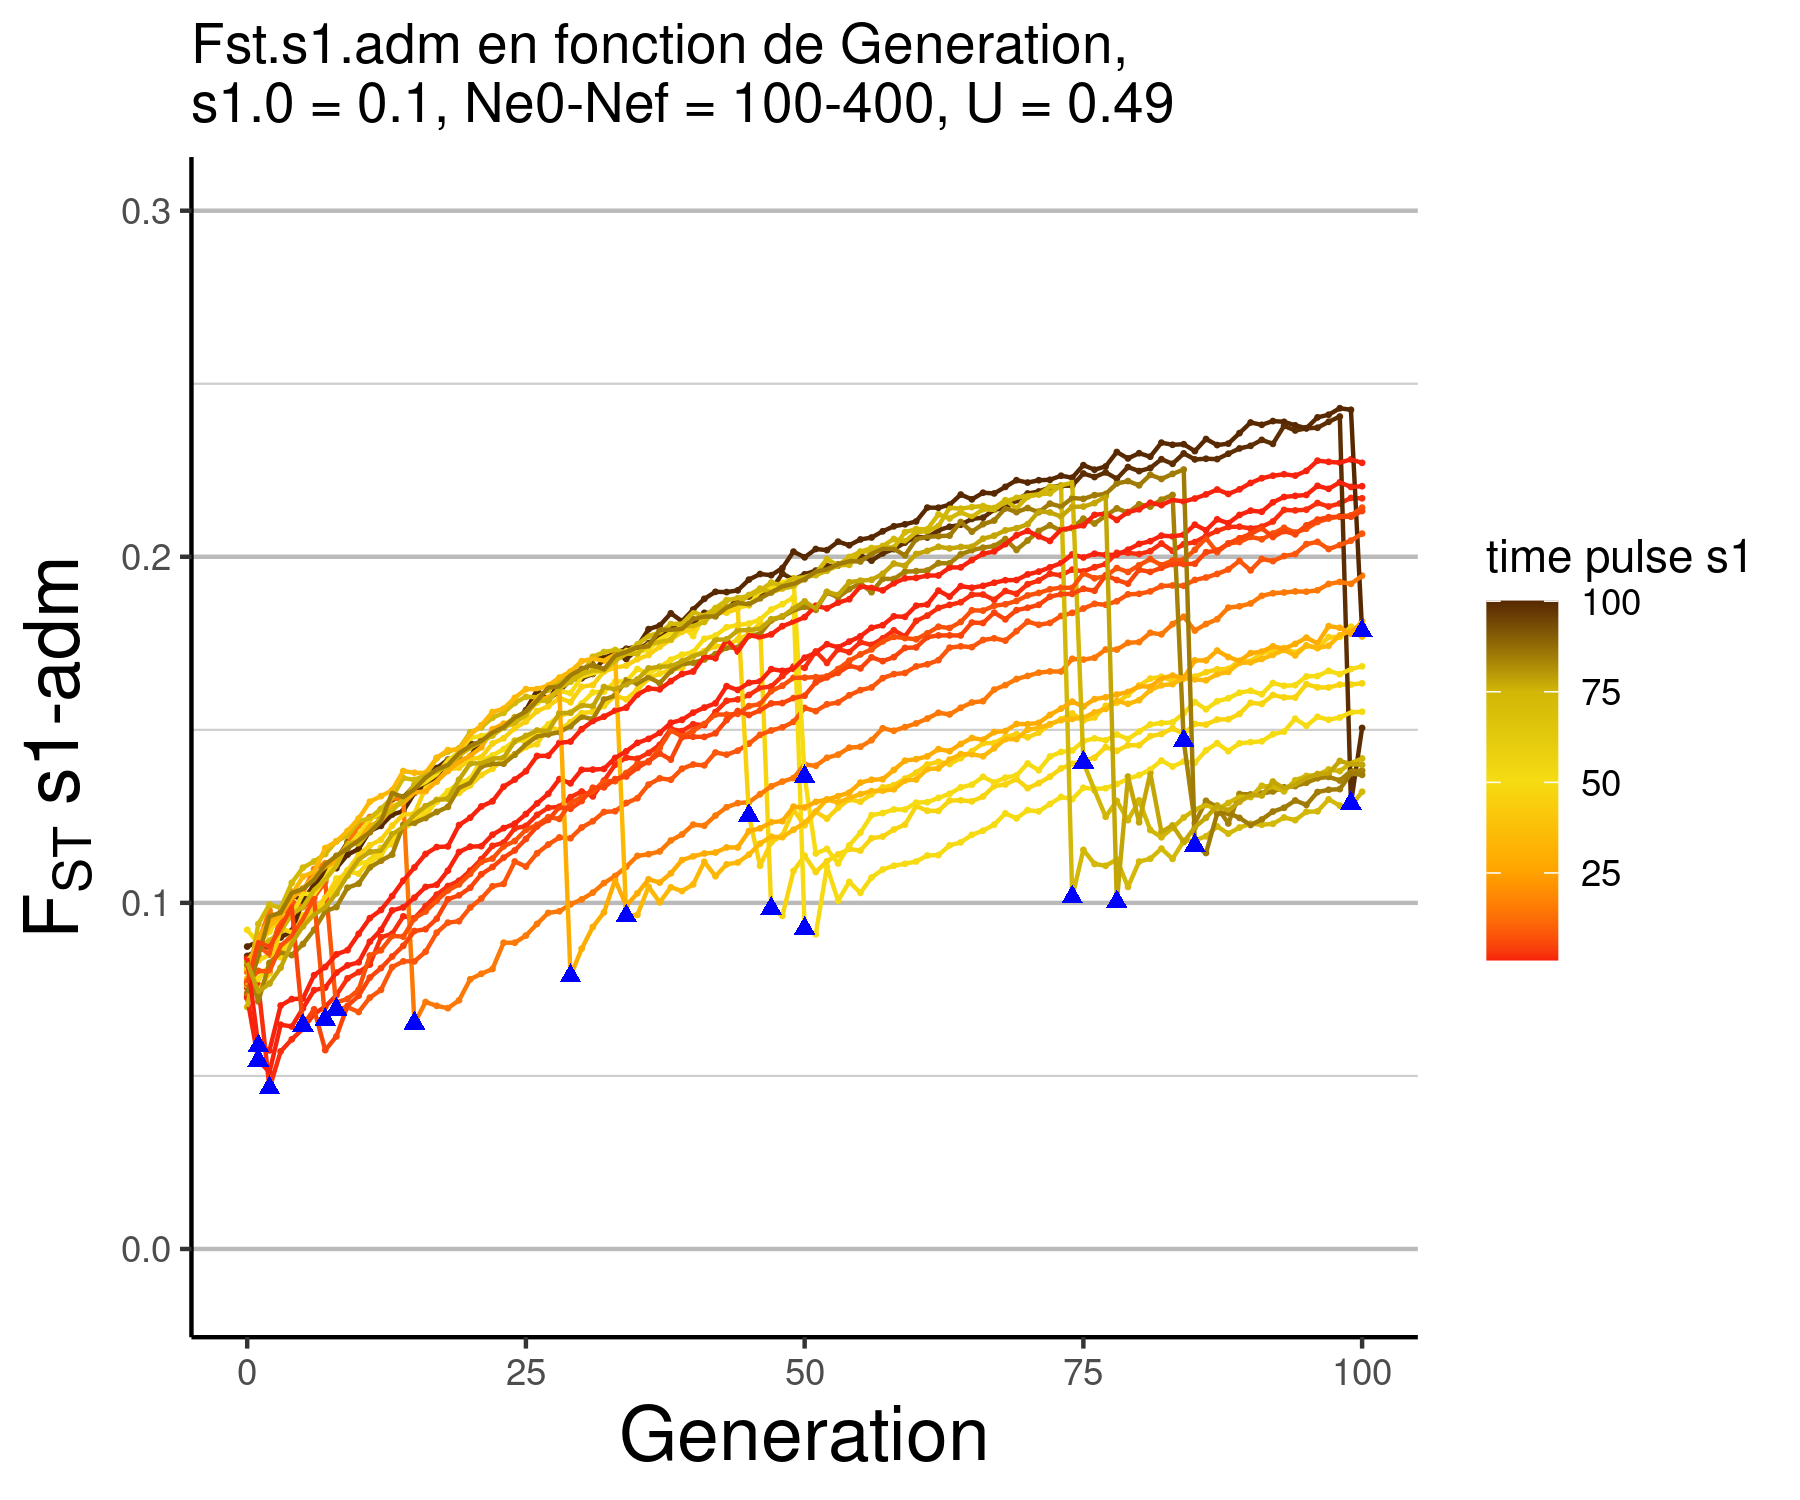 Fst.s1.adm en fonction de Generation,
s1.0 = 0.1, Ne0-Nef = 100-400, U = 0.49
F_ST s1-adm
0.3
0.2
0.1
0.0
0 25 50 75 100
Generation
time pulse s1
100
75
50
25